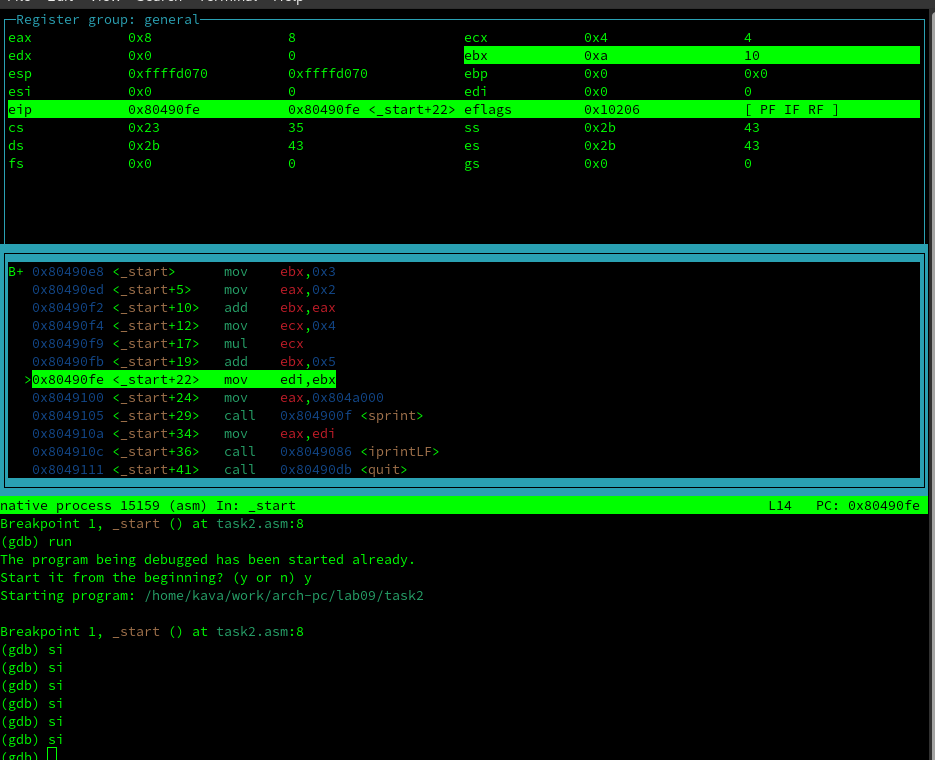 Register group: general
eax 0x8 8 ecx 0x4 4
edx 0x0 0 ebx 0xa 10
esp 0xffffd070 0xffffd070 ebp 0x0 0x0
esi 0x0 0 edi 0x0 0
eip 0x80490fe 0x80490fe <_start+22> eflags 0x10206 [ PF IF RF ]
cs 0x23 35 ss 0x2b 43
ds 0x2b 43 es 0x2b 43
fs 0x0 0 gs 0x0 0
B+ 0x80490e8 <_start> mov ebx,0x3
0x80490ed <_start+5> mov eax,0x2
0x80490f2 <_start+10> add ebx,eax
0x80490f4 <_start+12> mov ecx,0x4
0x80490f9 <_start+17> mul ecx
0x80490fb <_start+19> add ebx,0x5
>0x80490fe <_start+22> mov edi,ebx
0x8049100 <_start+24> mov eax,0x804a000
0x8049105 <_start+29> call 0x804900f <sprint>
0x804910a <_start+34> mov eax,edi
0x804910c <_start+36> call 0x8049086 <iprintLF>
0x8049111 <_start+41> call 0x80490db <quit>
native process 15159 (asm) In: _start L14 PC: 0x80490fe
Breakpoint 1, _start () at task2.asm:8
(gdb) run
The program being debugged has been started already.
Start it from the beginning? (y or n) y
Starting program: /home/kava/work/arch-pc/lab09/task2
Breakpoint 1, _start () at task2.asm:8
(gdb) si
(gdb) si
(gdb) si
(gdb) si
(gdb) si
(gdb) si
(gdb)